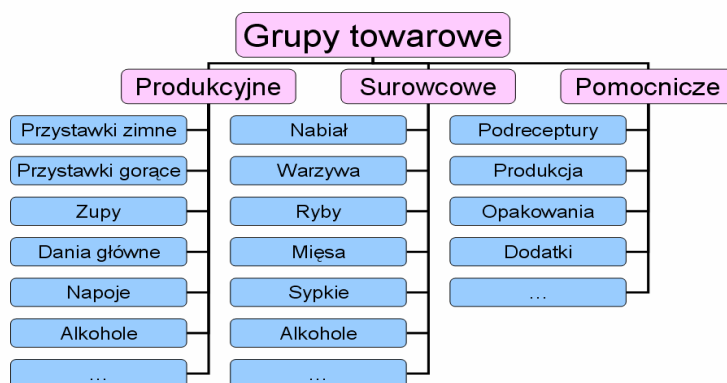 Grupy towarowe
Produkcyjne
Surowcowe
Pomocnicze
Przystawki zimne
Nabiał
Podreceptury
Przystawki gorące
Warzywa
Produkcja
Zupy
Ryby
Opakowania
Dania główne
Mięsa
Dodatki
Napoje
Sypkie
...
Alkohole
Alkohole
...
...